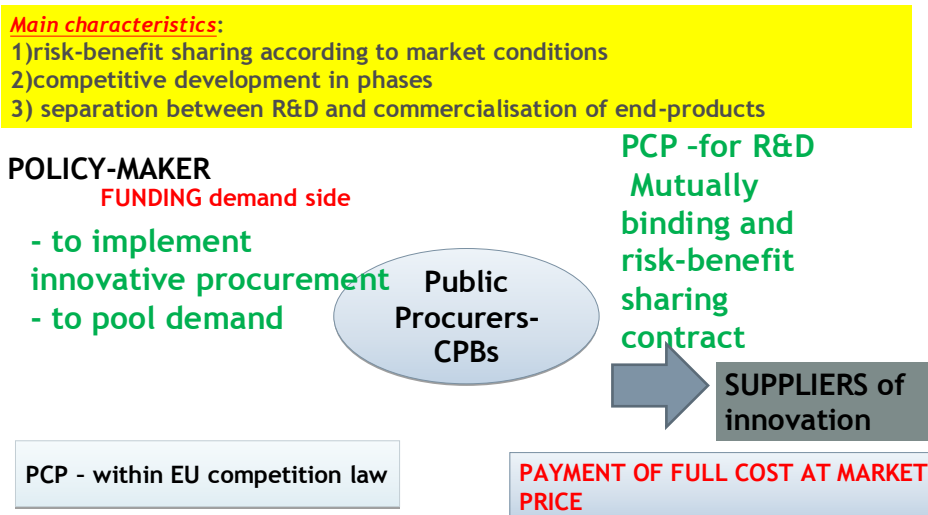 Main characteristics:
1)risk-benefit sharing according to market conditions
2)competitive development in phases
3) separation between R&D and commercialisation of end-products
POLICY-MAKER
FUNDING demand side
- to implement
innovative procurement
- to pool demand
Public
Procurers-
CPBs
PCP -for R&D
Mutually
binding and
risk-benefit
sharing
contract
SUPPLIERS of
innovation
PCP - within EU competition law
PAYMENT OF FULL COST AT MARKET
PRICE